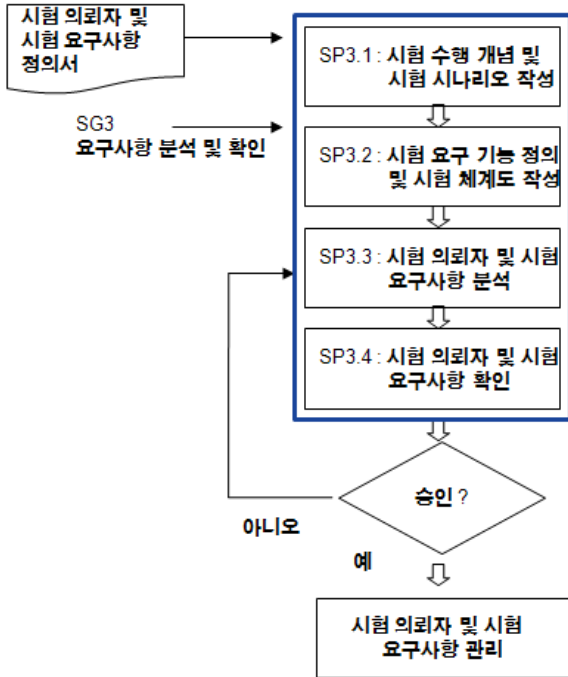 시험 의뢰자 및
시험 요구사항
정의서
SP3.1 : 시험 수행 개념 및
시험 시나리오 작성
SG3
요구사항 분석 및 확인
SP3.2 : 시험 요구 기능 정의
및 시험 체계도 작성
SP3.3 : 시험 의뢰자 및 시험
요구사항 분석
SP3.4 : 시험 의뢰자 및 시험
요구사항 확인
승인 ?
아니오
예
시험 의뢰자 및 시험
요구사항 관리